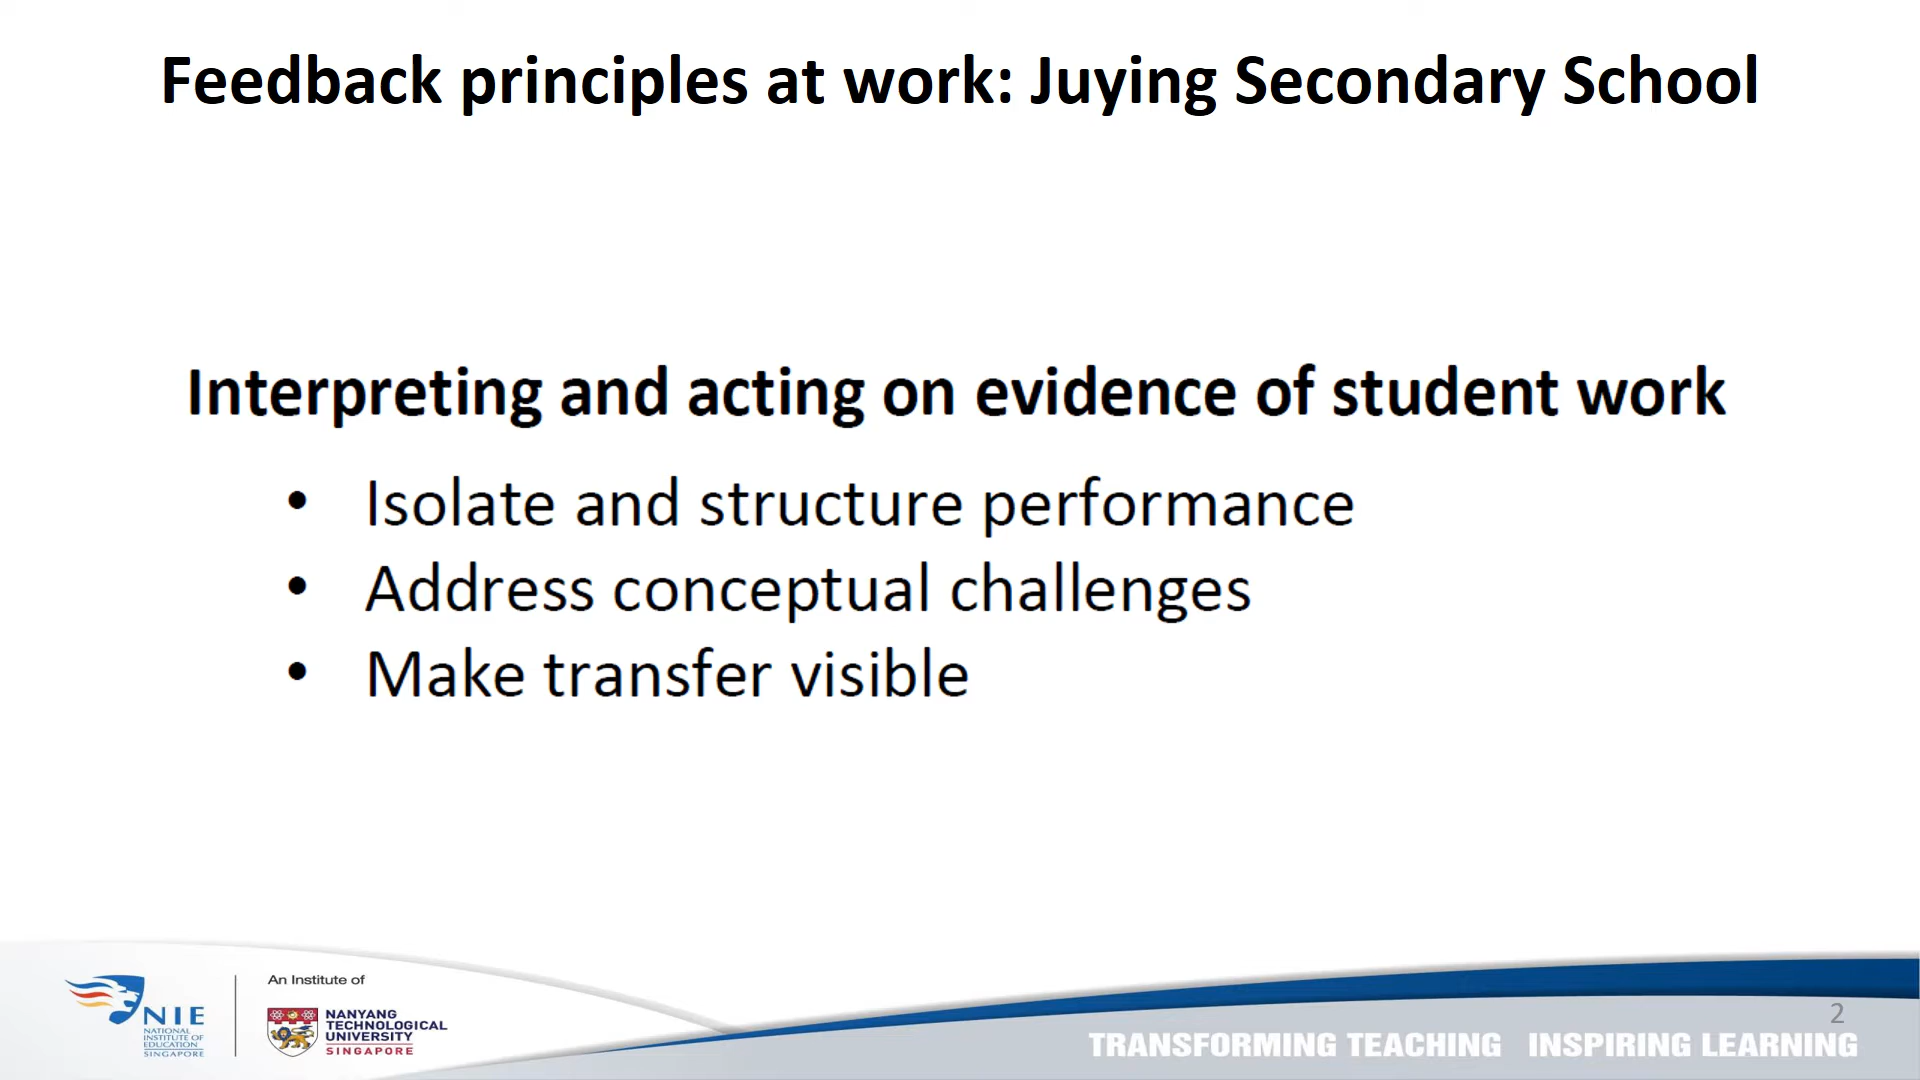 Feedback principles at work: Juying Secondary School
Interpreting and acting on evidence of student work
• Isolate and structure performance
• Address conceptual challenges
• Make transfer visible
NIE
NATIONAL
INSTITUTE OF
EDUCATION
SINGAPORE
An Institute of
NANYANG
TECHNOLOGICAL
UNIVERSITY
SINGAPORE
2
TRANSFORMING TEACHING INSPIRING LEARNING